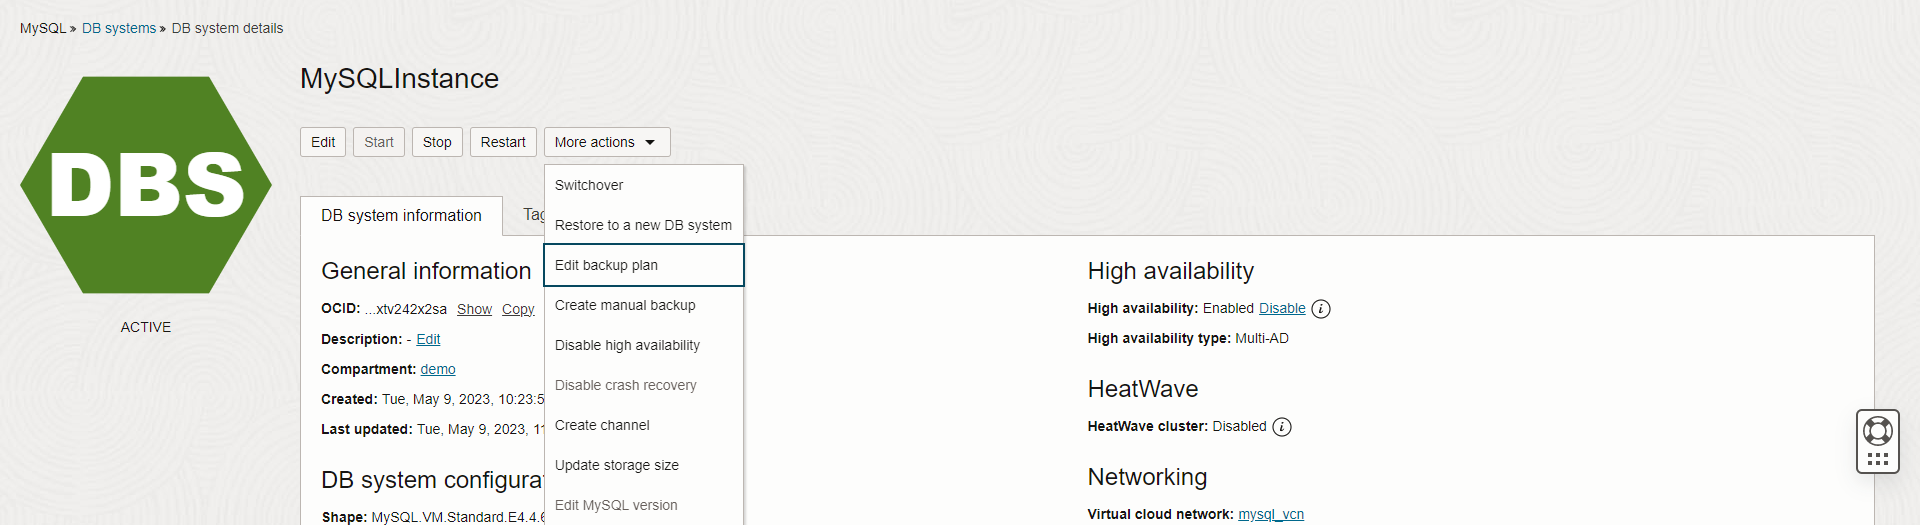 MySQL » DB systems » DB system details
MySQLInstance
DBS
ACTIVE
Edit Start Stop Restart More actions
Switchover
Restore to a new DB system
Edit backup plan
Create manual backup
Disable high availability
Disable crash recovery
Create channel
Update storage size
Edit MySQL version
DB system information Tag
General information
OCID: ...xtv242x2sa Show Copy
Description: - Edit
Compartment: demo
Created: Tue, May 9, 2023, 10:23:5
Last updated: Tue, May 9, 2023, 11
DB system configura
Shape: MySQL.VM.Standard.E4.4.6
High availability
High availability: Enabled Disable i
High availability type: Multi-AD
HeatWave
HeatWave cluster: Disabled i
Networking
Virtual cloud network: mysql_vcn